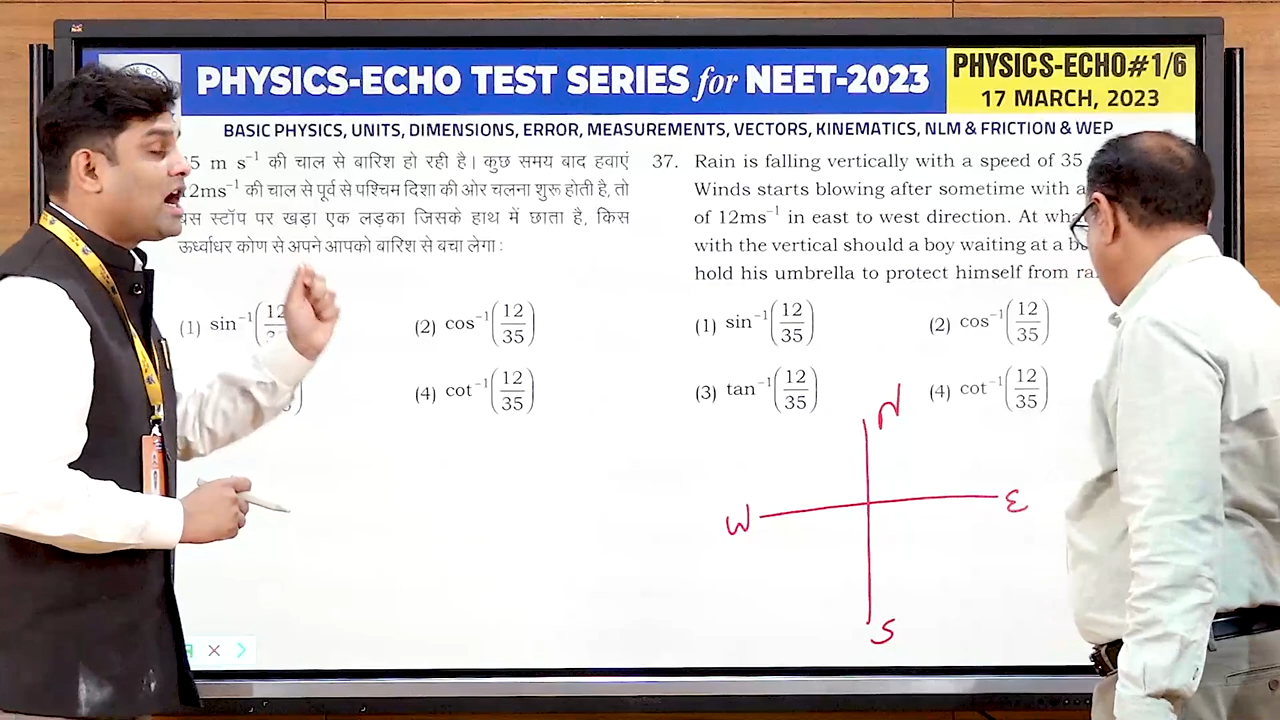 PHYSICS-ECHO TEST SERIES for NEET-2023
PHYSICS-ECHO#1/6
17 MARCH, 2023
BASIC PHYSICS, UNITS, DIMENSIONS, ERROR, MEASUREMENTS, VECTORS, KINEMATICS, NLM & FRICTION & WEP
5 m s⁻¹ की चाल से बारिश हो रही है। कुछ समय बाद हवाएं
2ms⁻¹ की चाल से पूर्व से पश्चिम दिशा की ओर चलना शुरू होती है, तो
स्टॉप पर खड़ा एक लड़का जिसके हाथ में छाता है, किस
ऊर्ध्वाधर कोण से अपने आपको बारिश से बचा लेगा :
(1) sin⁻¹(12
(2) cos⁻¹(12/35)
(4) cot⁻¹(12/35)
37. Rain is falling vertically with a speed of 35
Winds starts blowing after sometime with a
of 12ms⁻¹ in east to west direction. At
with the vertical should a boy waiting at a
hold his umbrella to protect himself from
(1) sin⁻¹(12/35)
(2) cos⁻¹(12/35)
(3) tan⁻¹(12/35)
(4) cot⁻¹(12/35)
N
W
E
S